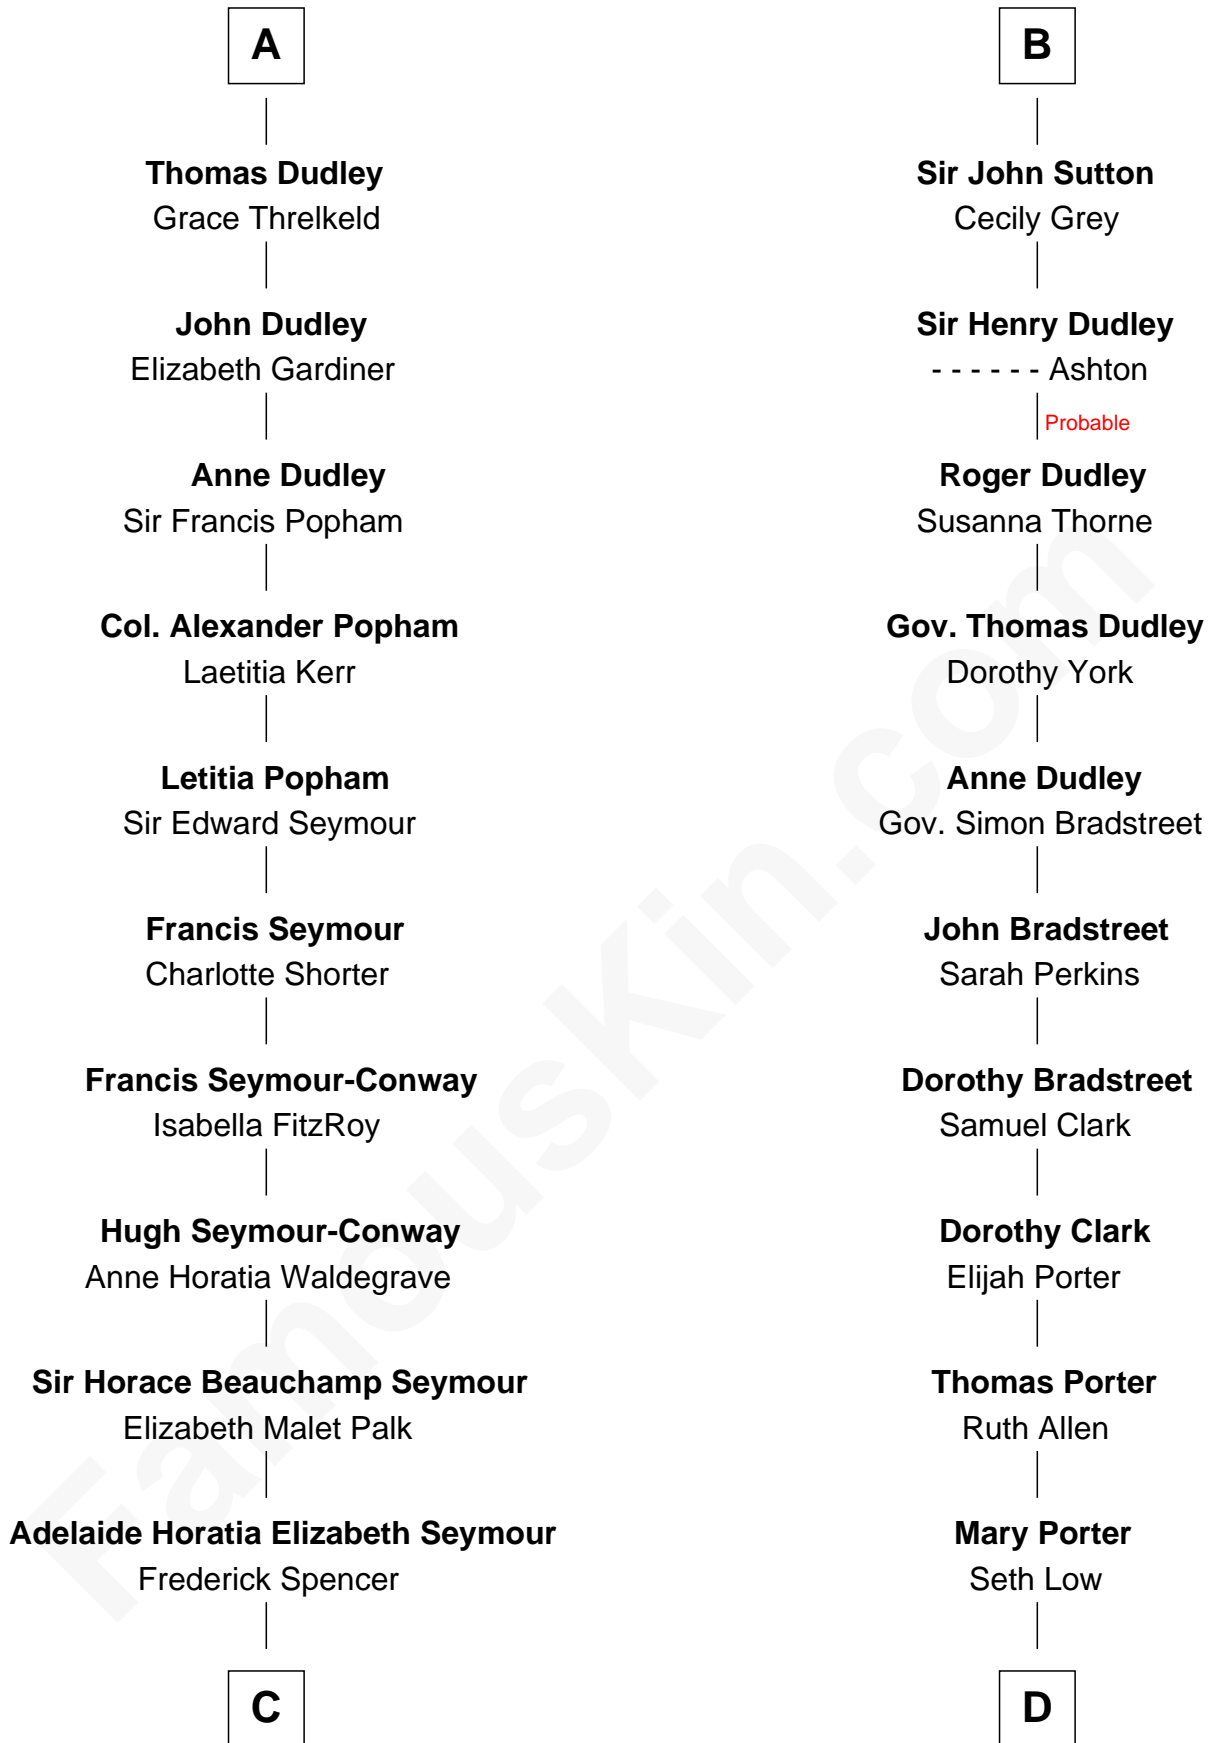 A
Thomas Dudley
Grace Threlkeld
John Dudley
Elizabeth Gardiner
Anne Dudley
Sir Francis Popham
Col. Alexander Popham
Laetitia Kerr
Letitia Popham
Sir Edward Seymour
Francis Seymour
Charlotte Shorter
Francis Seymour-Conway
Isabella FitzRoy
Hugh Seymour-Conway
Anne Horatia Waldegrave
Sir Horace Beauchamp Seymour
Elizabeth Malet Palk
Adelaide Horatia Elizabeth Seymour
Frederick Spencer
C
B
Sir John Sutton
Cecily Grey
Sir Henry Dudley
- - - - - - Ashton
Probable
Roger Dudley
Susanna Thorne
Gov. Thomas Dudley
Dorothy York
Anne Dudley
Gov. Simon Bradstreet
John Bradstreet
Sarah Perkins
Dorothy Bradstreet
Samuel Clark
Dorothy Clark
Elijah Porter
Thomas Porter
Ruth Allen
Mary Porter
Seth Low
D
FamousKin.com